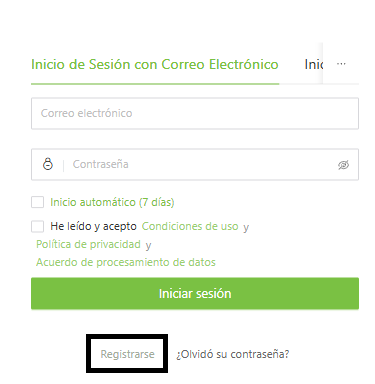 Inicio de Sesión con Correo Electrónico Inic ...
Correo electrónico
Contraseña
Inicio automático (7 días)
He leído y acepto Condiciones de uso y
Política de privacidad y
Acuerdo de procesamiento de datos
Iniciar sesión
Registrarse ¿Olvidó su contraseña?